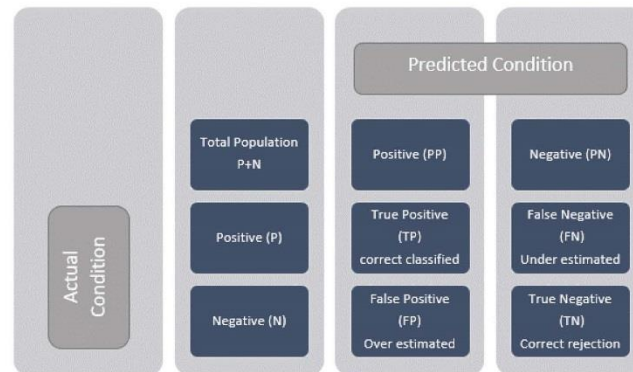 Predicted Condition
Total Population
P+N
Positive (PP)
Negative (PN)
Actual
Condition
Positive (P)
True Positive
(TP)
correct classified
False Negative
(FN)
Under estimated
Negative (N)
False Positive
(FP)
Over estimated
True Negative
(TN)
Correct rejection